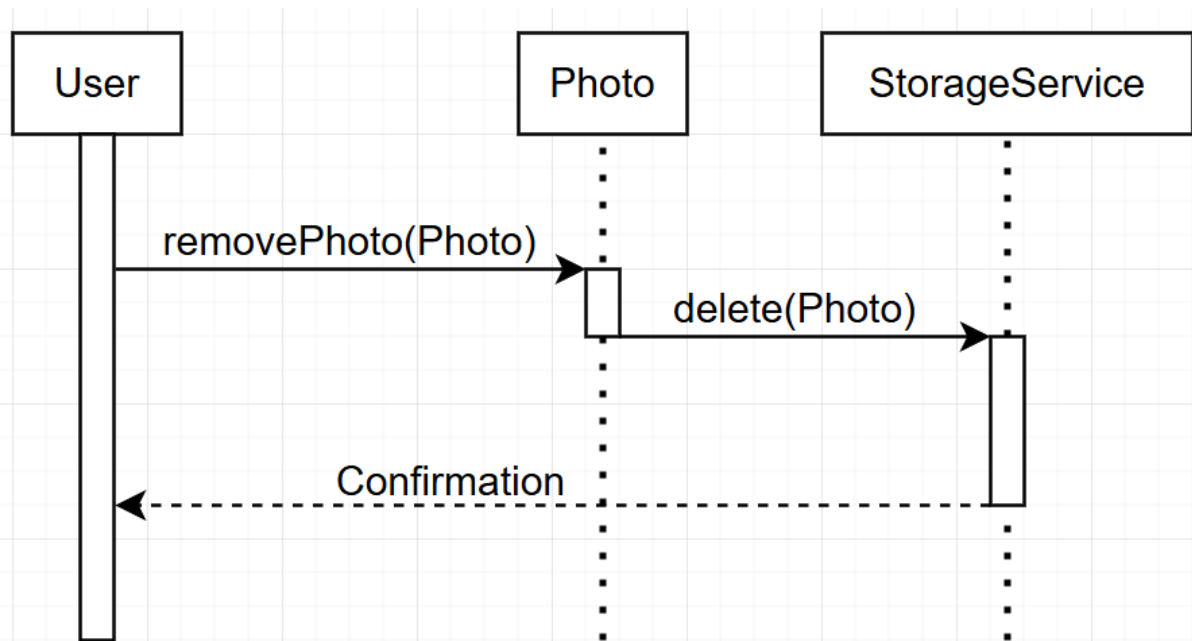 User
Photo
StorageService
removePhoto(Photo)
delete(Photo)
Confirmation